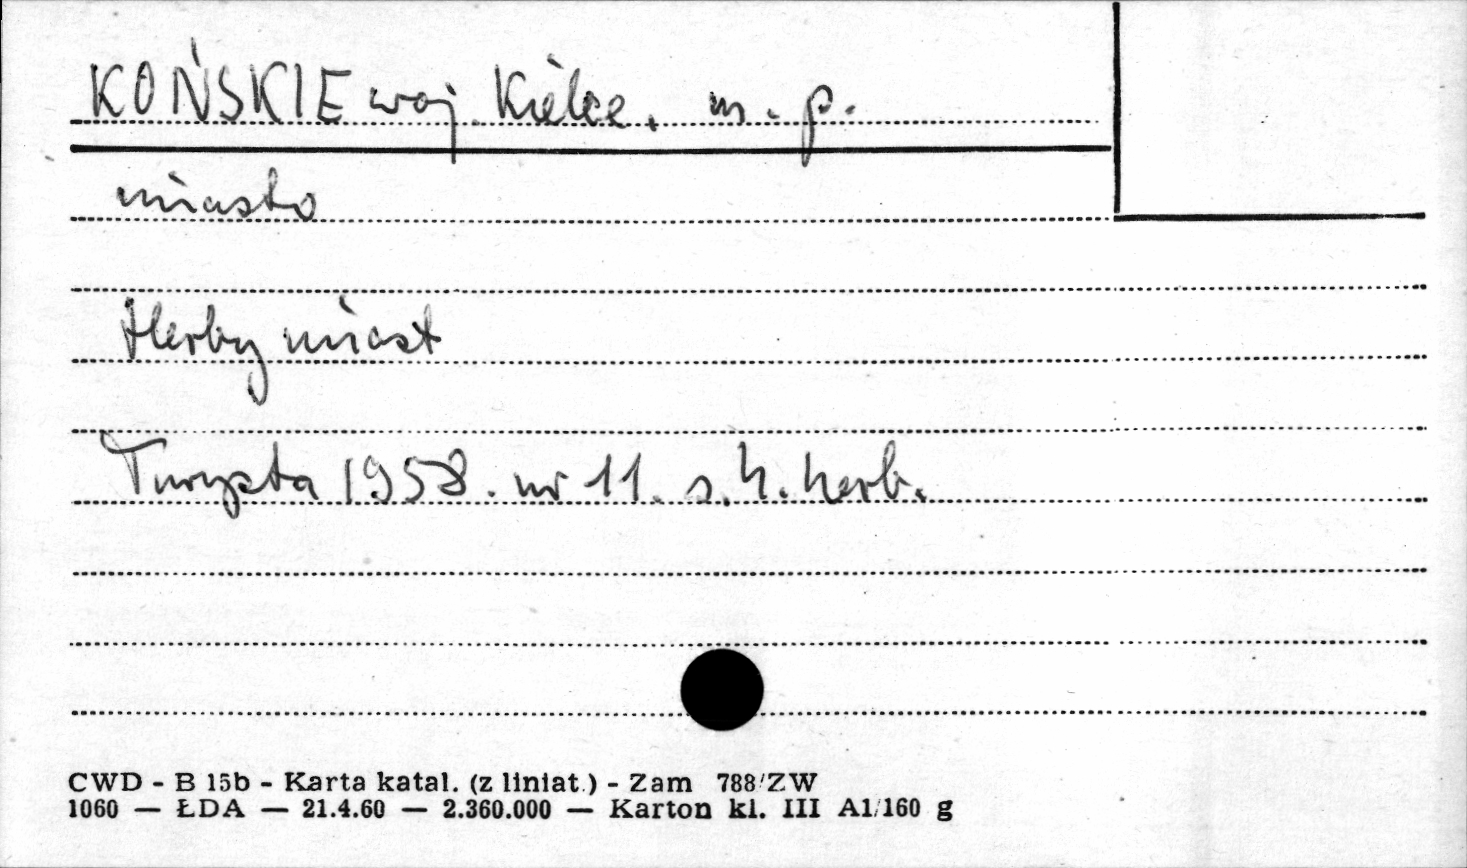 KOŃSKIE woj. Kielce. m. p.
miasto
Herby miast
Turysta 1958. nr 11. s. 4. herb.
CWD - B 15b - Karta katal. (z liniat.) - Zam 788/ZW
1060 — ŁDA — 21.4.60 — 2.360.000 — Karton kl. III A1/160 g